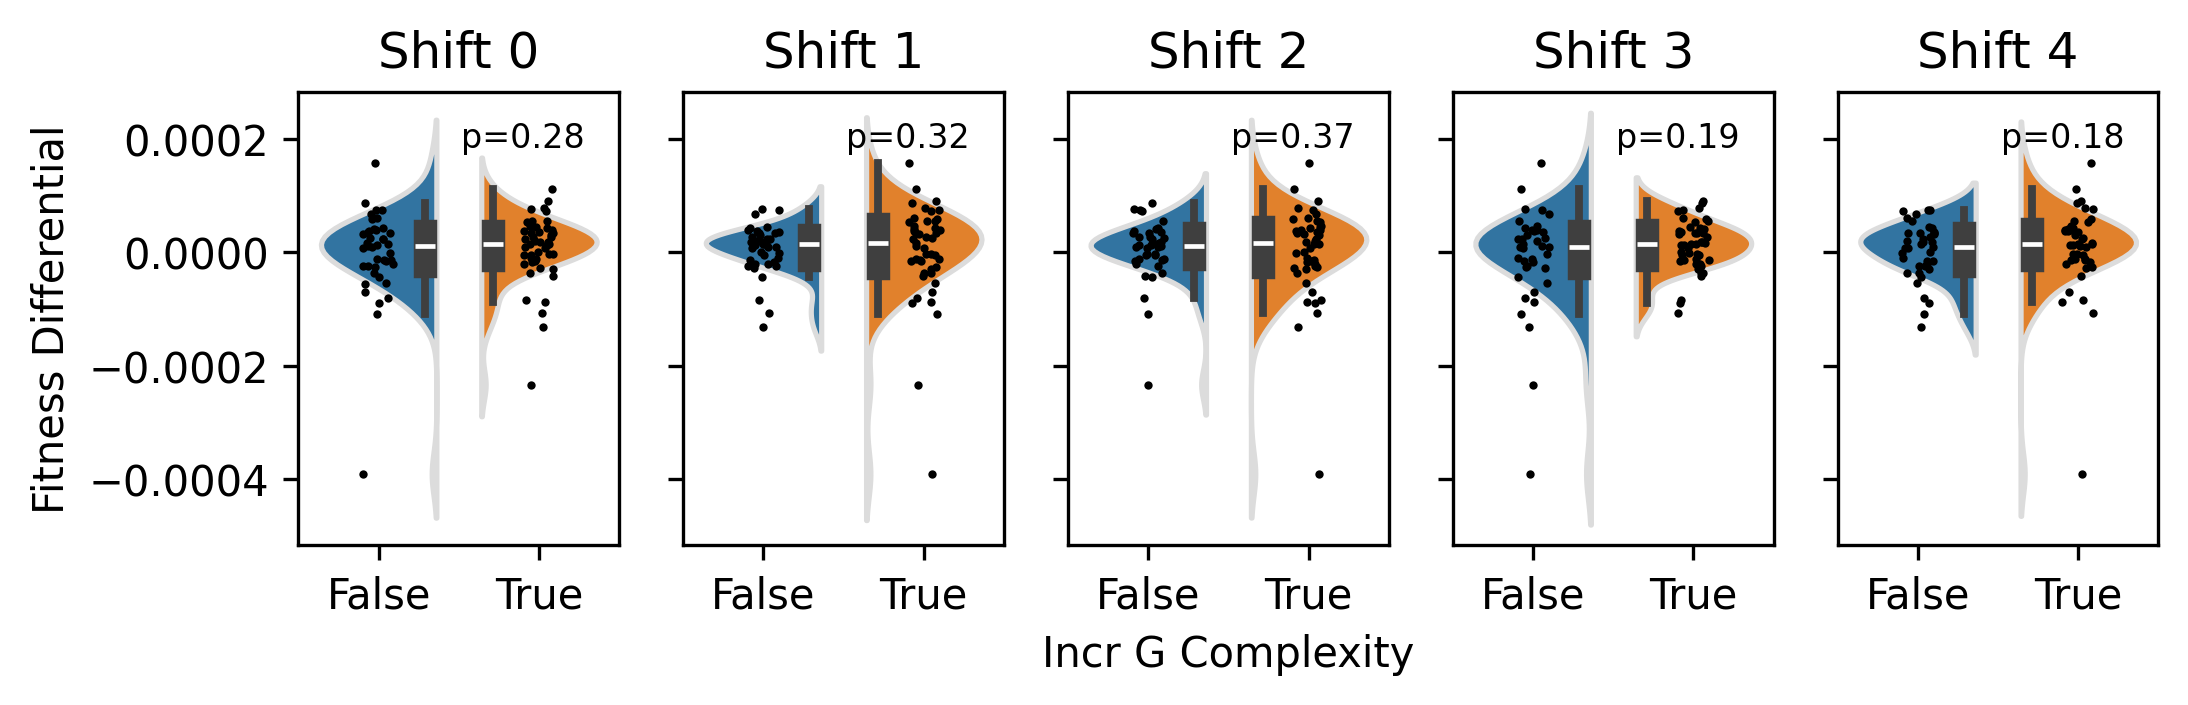 Shift 0 Shift 1 Shift 2 Shift 3 Shift 4
p=0.28 p=0.32 p=0.37 p=0.19 p=0.18
Fitness Differential
0.0002
0.0000
−0.0002
−0.0004
False True False True False True False True False True
Incr G Complexity